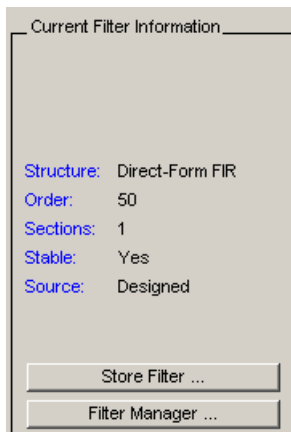 Current Filter Information
Structure: Direct-Form FIR
Order: 50
Sections: 1
Stable: Yes
Source: Designed
Store Filter ...
Filter Manager ...